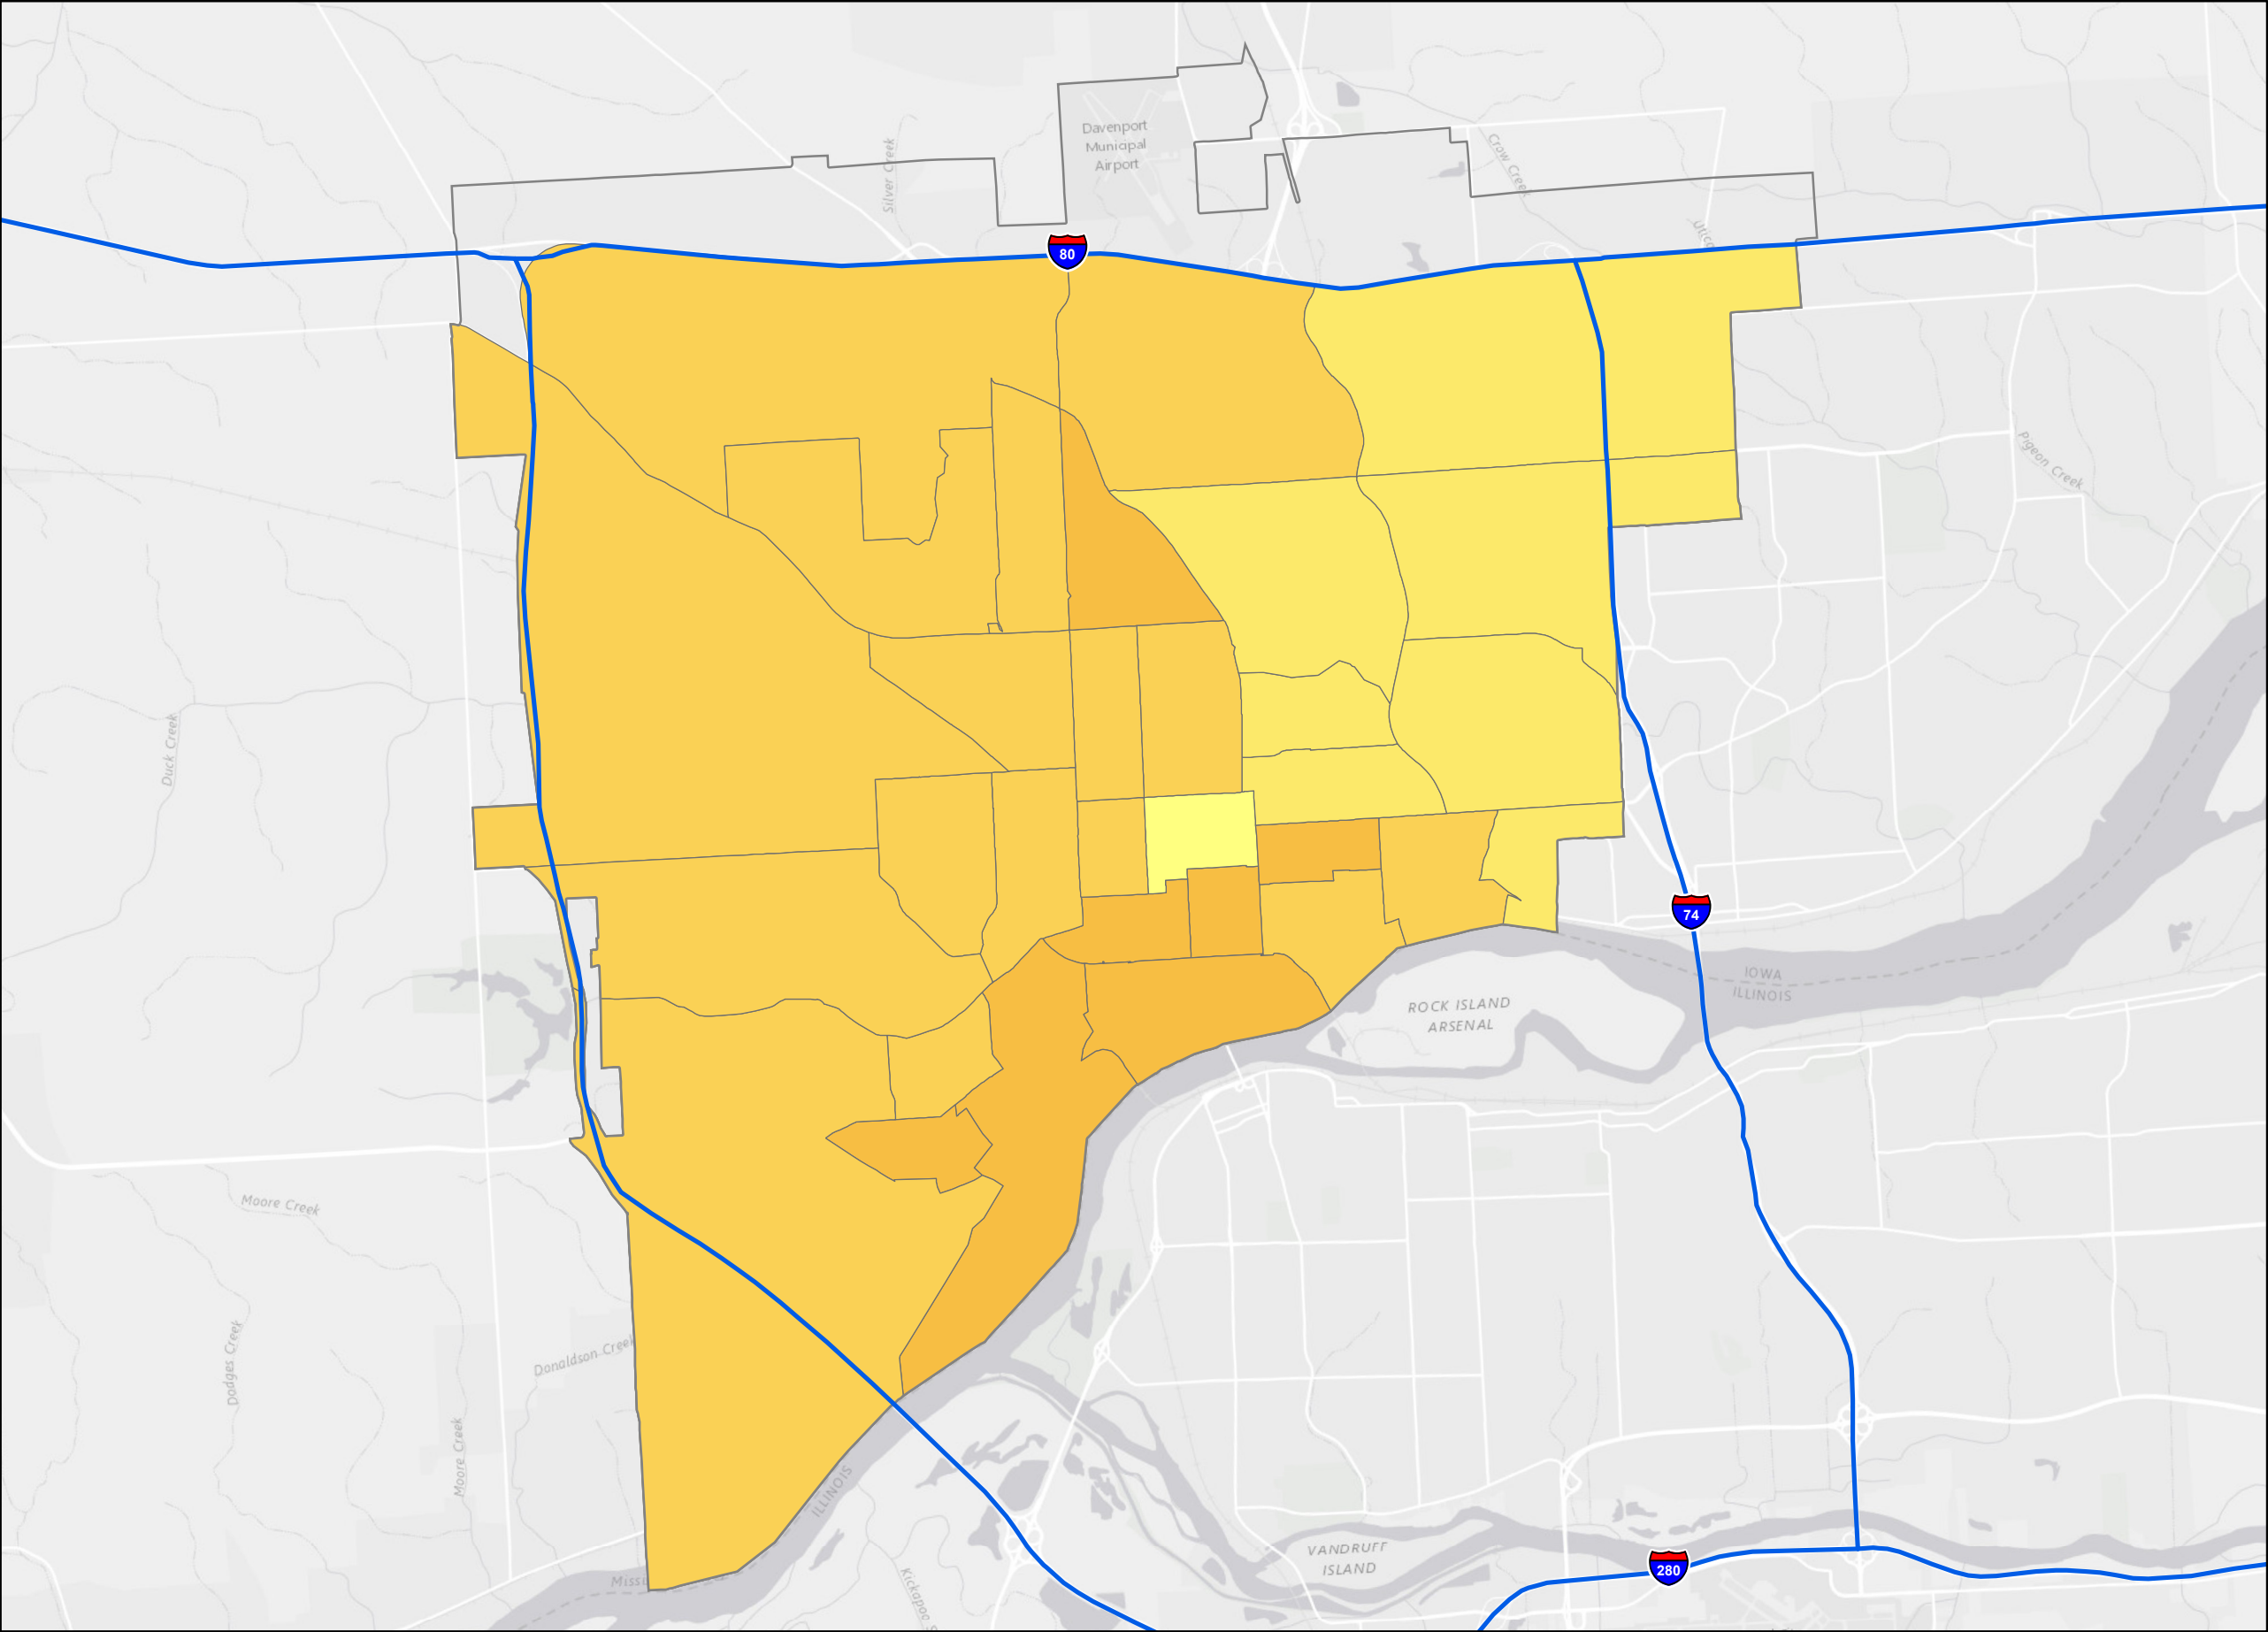 Davenport
Municipal
Airport
Silver Creek
Crow Creek
80
Pigeon Creek
Duck Creek
74
IOWA
ILLINOIS
ROCK ISLAND
ARSENAL
Moore Creek
Donaldson Creek
Dodges Creek
Moore Creek
ILLINOIS
VANDRUFF
ISLAND
280
Kickapoo